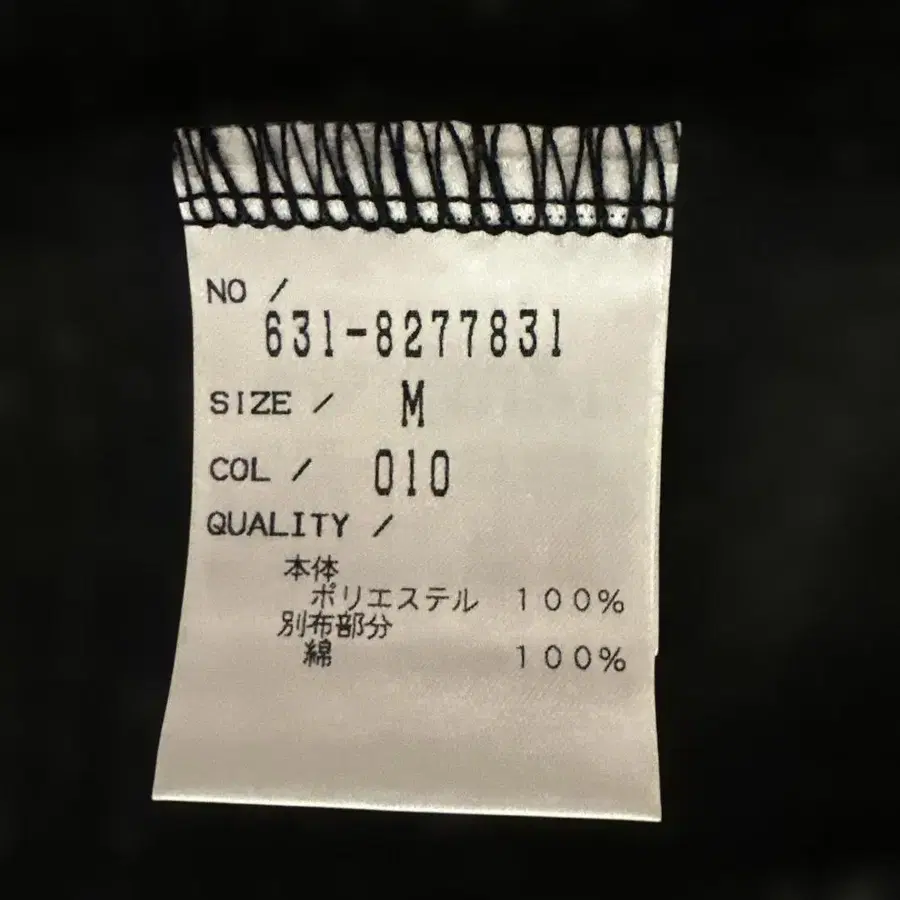 NO /
631-8277831
SIZE / M
COL / 010
QUALITY /
本体
ポリエステル 100%
別布部分
綿 100%